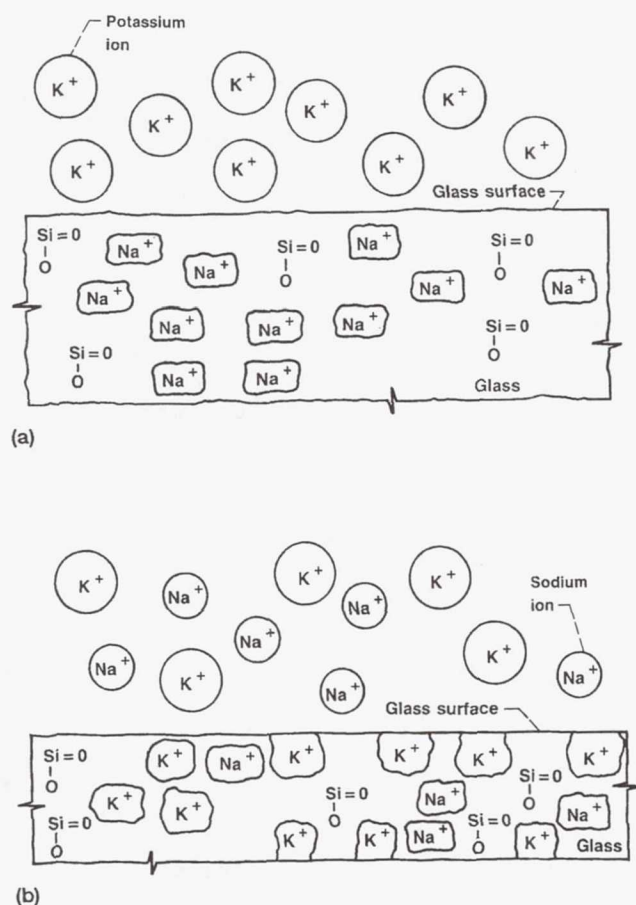 Potassium
ion
K+
K+
K+
K+
K+
K+
K+
K+
K+
Glass surface
Si=0
O
Na+
Na+
Si=0
O
Na+
Si=0
O
Na+
Na+
Na+
Na+
Na+
Na+
Si=0
O
Si=0
O
Na+
Na+
Glass
(a)
K+
Na+
K+
Na+
K+
Sodium
ion
Na+
K+
Na+
Na+
K+
Na+
Glass surface
Si=0
O
K+
Na+
K+
K+
K+
K+
K+
K+
Si=0
O
Na+
Si=0
O
Na+
Si=0
O
K+
K+
Na+
Si=0
O
K+
Glass
(b)